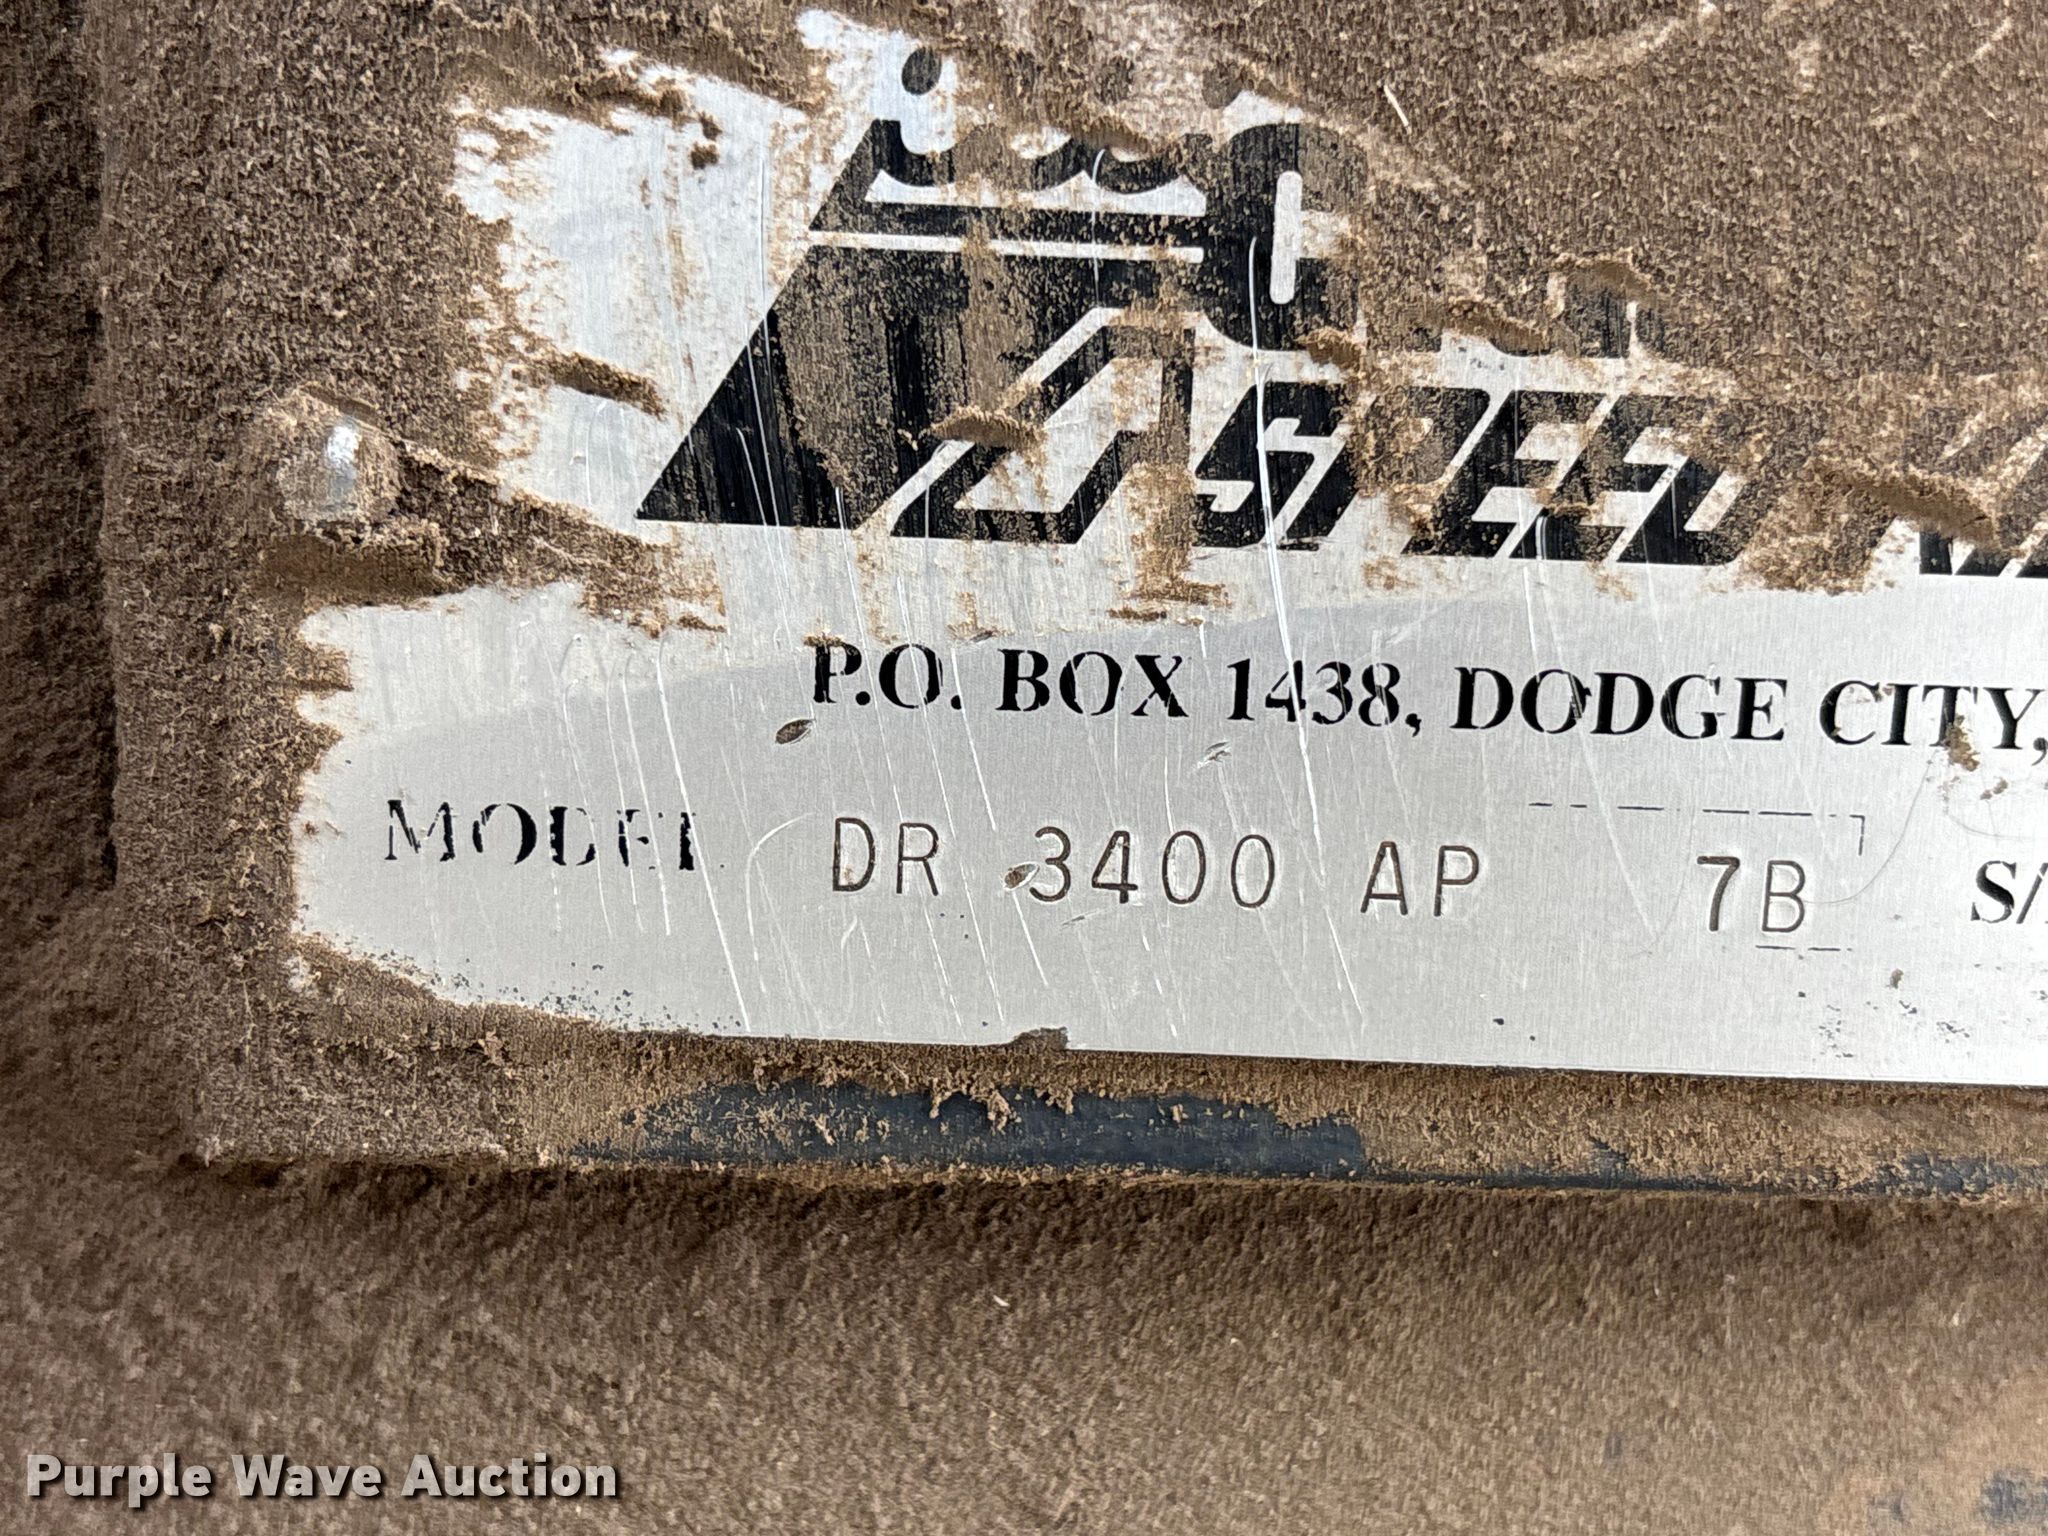 SPEED
P.O. BOX 1438, DODGE CITY,
MODEL DR 3400 AP 7B S/
Purple Wave Auction